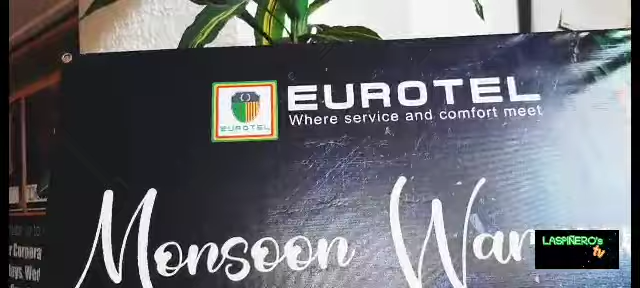 EUROTEL
EUROTEL
Where service and comfort meet
Monsoon War
LASPIÑERO's
tv